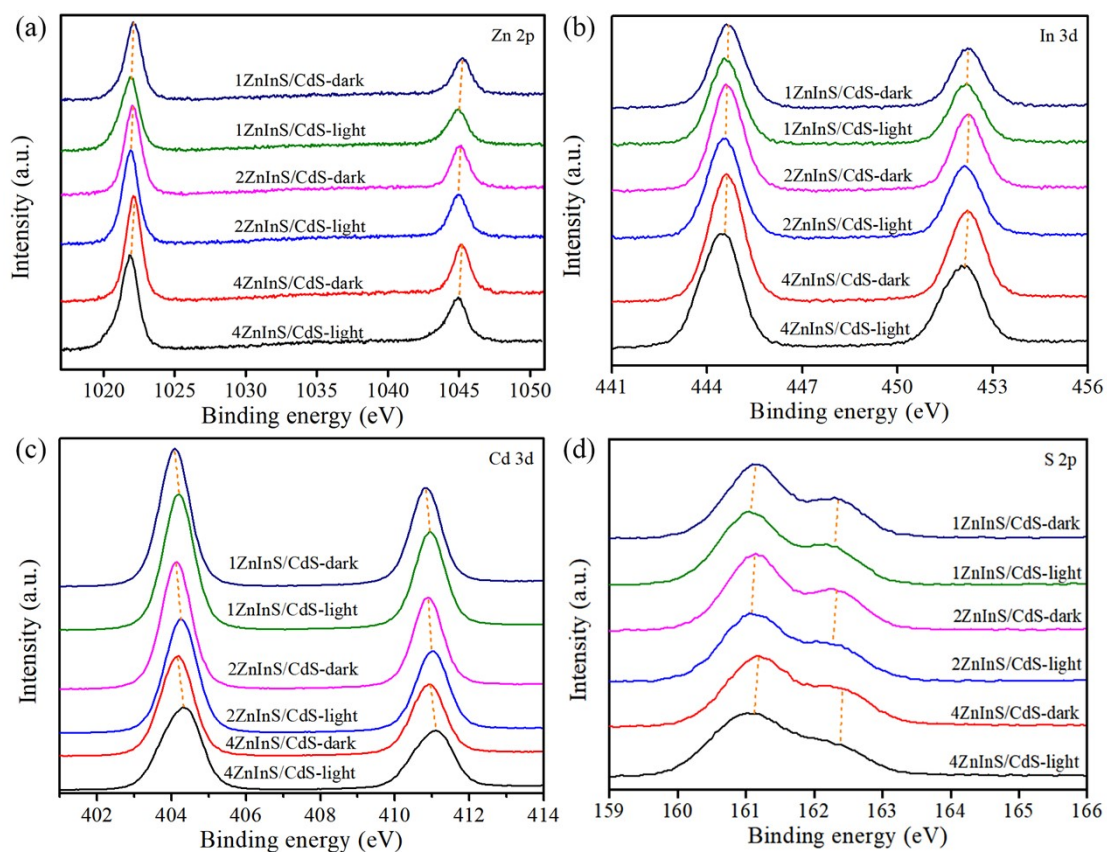 (a)
Zn 2p
1ZnInS/CdS-dark
1ZnInS/CdS-light
2ZnInS/CdS-dark
2ZnInS/CdS-light
4ZnInS/CdS-dark
4ZnInS/CdS-light
Intensity (a.u.)
1020 1025 1030 1035 1040 1045 1050
Binding energy (eV)
(b)
In 3d
1ZnInS/CdS-dark
1ZnInS/CdS-light
2ZnInS/CdS-dark
2ZnInS/CdS-light
4ZnInS/CdS-dark
4ZnInS/CdS-light
Intensity (a.u.)
441 444 447 450 453 456
Binding energy (eV)
(c)
Cd 3d
1ZnInS/CdS-dark
1ZnInS/CdS-light
2ZnInS/CdS-dark
2ZnInS/CdS-light
4ZnInS/CdS-dark
4ZnInS/CdS-light
Intensity (a.u.)
402 404 406 408 410 412 414
Binding energy (eV)
(d)
S 2p
1ZnInS/CdS-dark
1ZnInS/CdS-light
2ZnInS/CdS-dark
2ZnInS/CdS-light
4ZnInS/CdS-dark
4ZnInS/CdS-light
Intensity (a.u.)
159 160 161 162 163 164 165 166
Binding energy (eV)